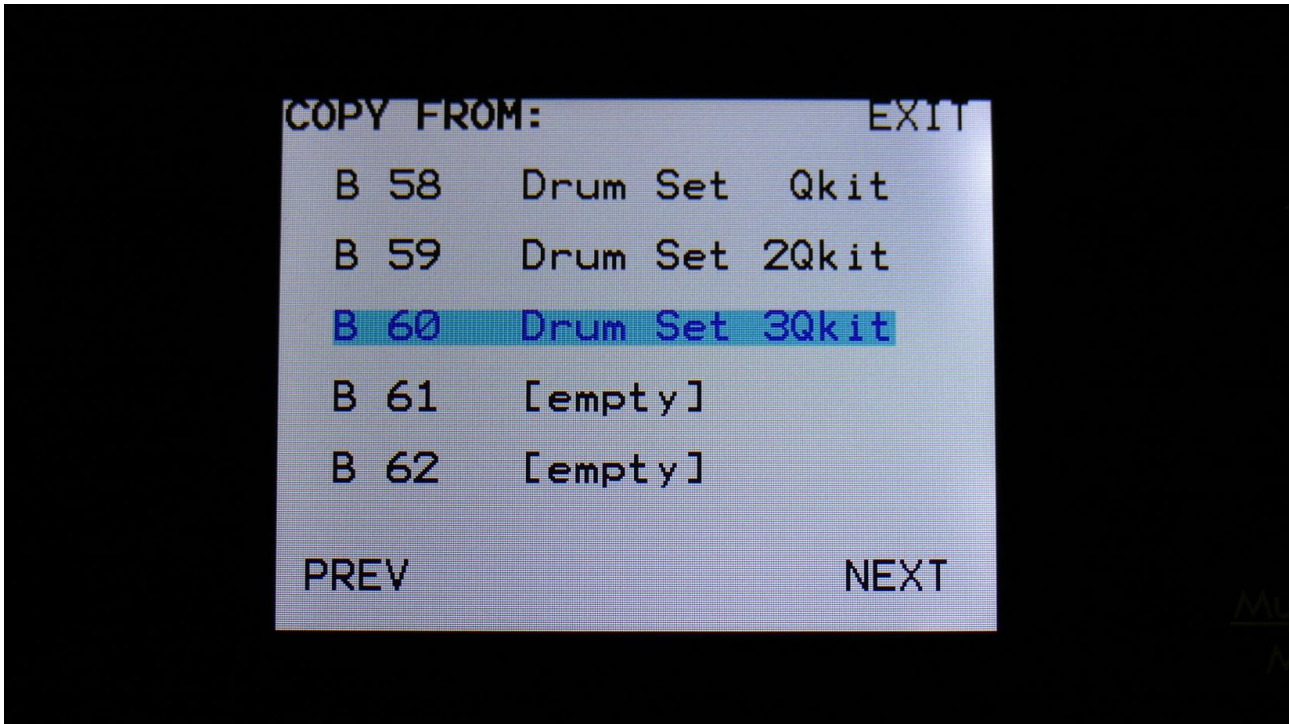 COPY FROM: EXIT
B 58 Drum Set Qkit
B 59 Drum Set 2Qkit
B 60 Drum Set 3Qkit
B 61 [empty]
B 62 [empty]
PREV NEXT